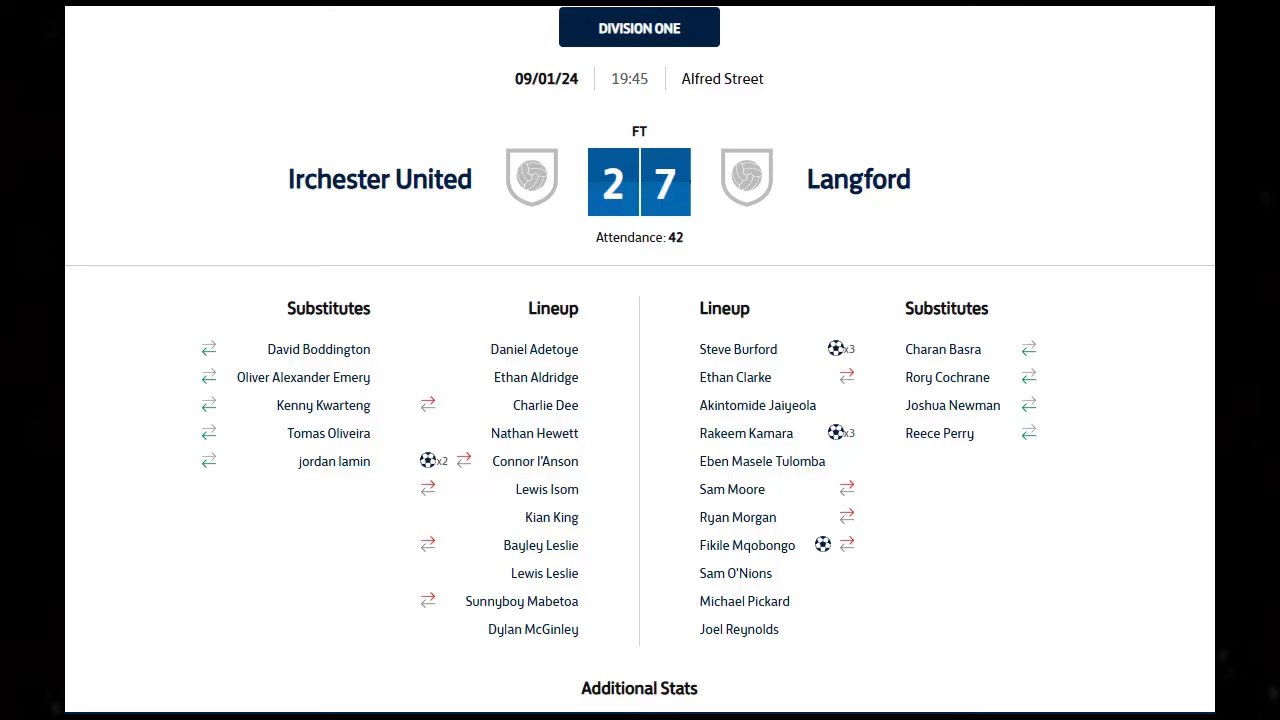 DIVISION ONE
09/01/24 19:45 Alfred Street
FT
Irchester United 2 7 Langford
Attendance: 42
Substitutes Lineup Lineup Substitutes
David Boddington Daniel Adetoye Steve Burford x3 Charan Basra
Oliver Alexander Emery Ethan Aldridge Ethan Clarke Rory Cochrane
Kenny Kwarteng Charlie Dee Akintomide Jaiyeola Joshua Newman
Tomas Oliveira Nathan Hewett Rakeem Kamara x3 Reece Perry
jordan lamin x2 Connor I'Anson Eben Masele Tulomba
Lewis Isom Sam Moore
Kian King Ryan Morgan
Bayley Leslie Fikile Mqobongo
Lewis Leslie Sam O'Nions
Sunnyboy Mabetoa Michael Pickard
Dylan McGinley Joel Reynolds
Additional Stats